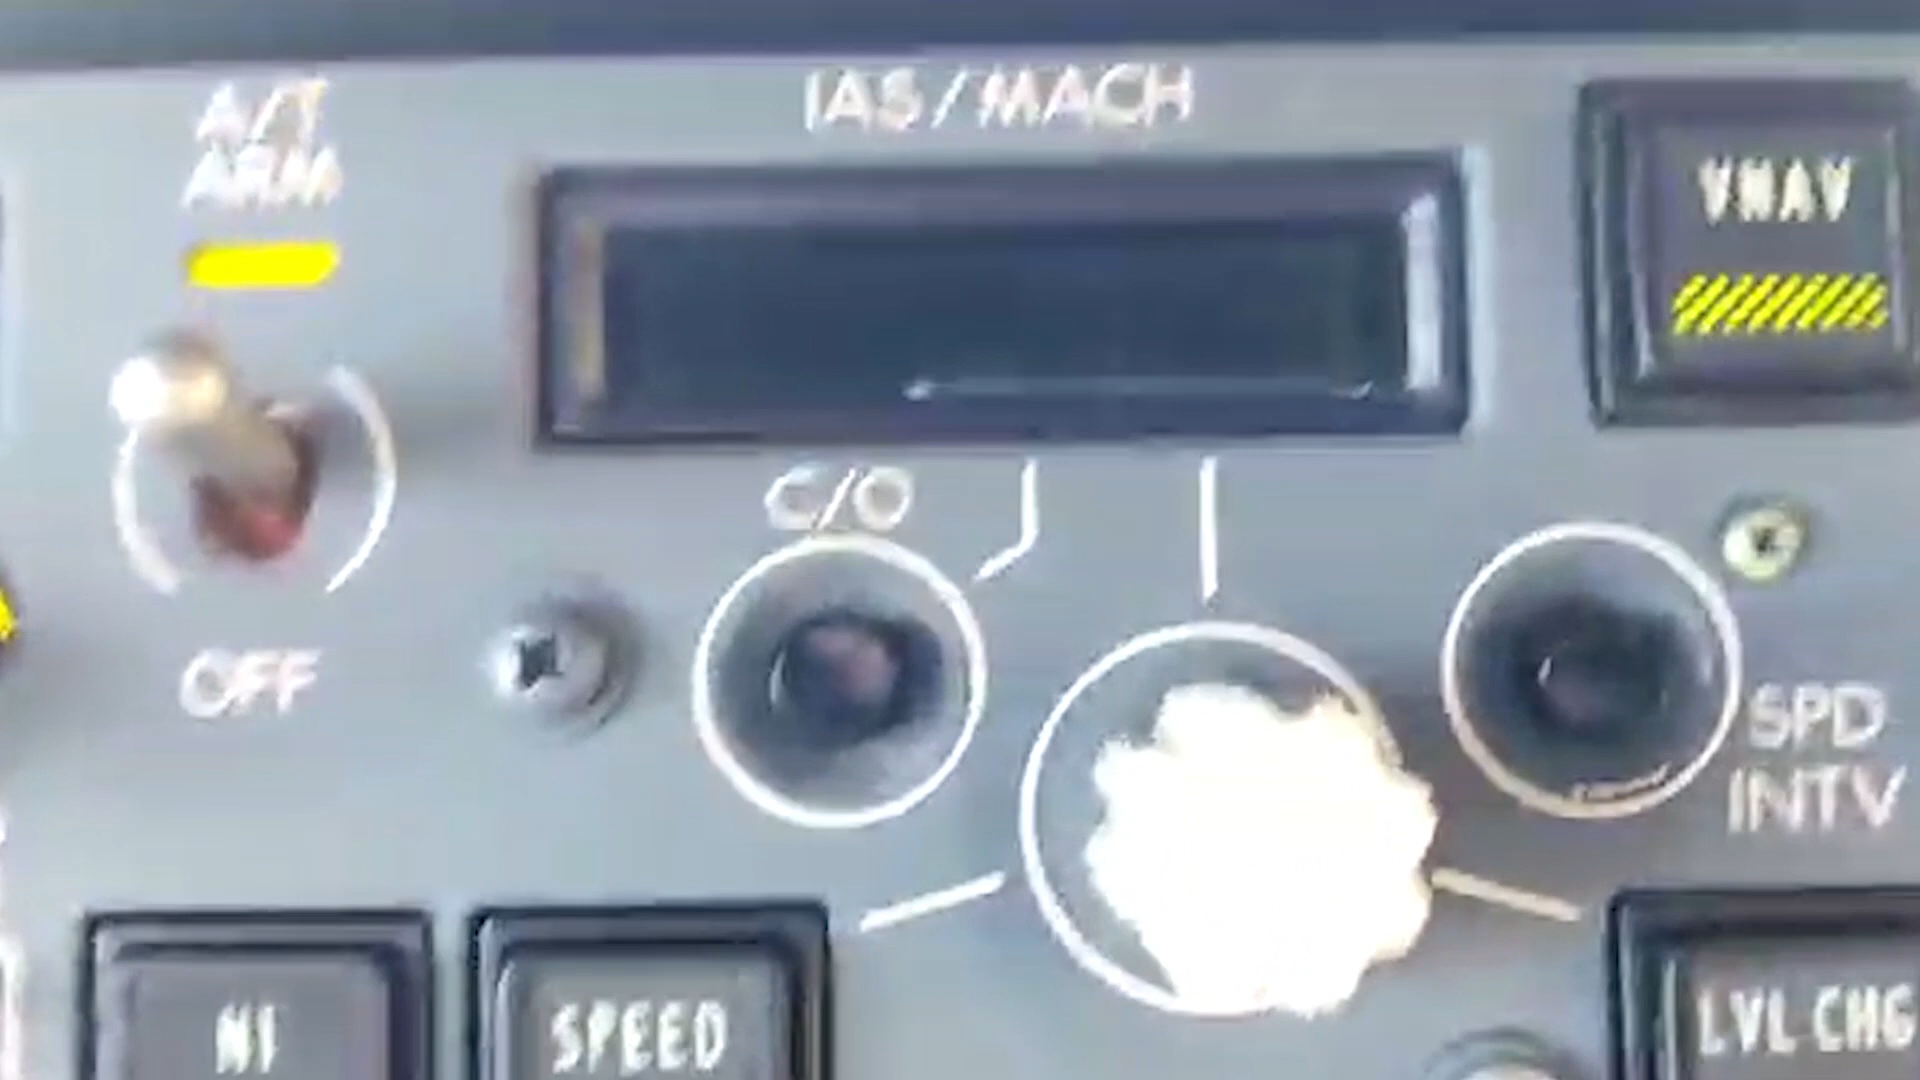 A/T
ARM
IAS/MACH
VNAV
C/O
OFF
SPD
INTV
N1
SPEED
LVL CHG